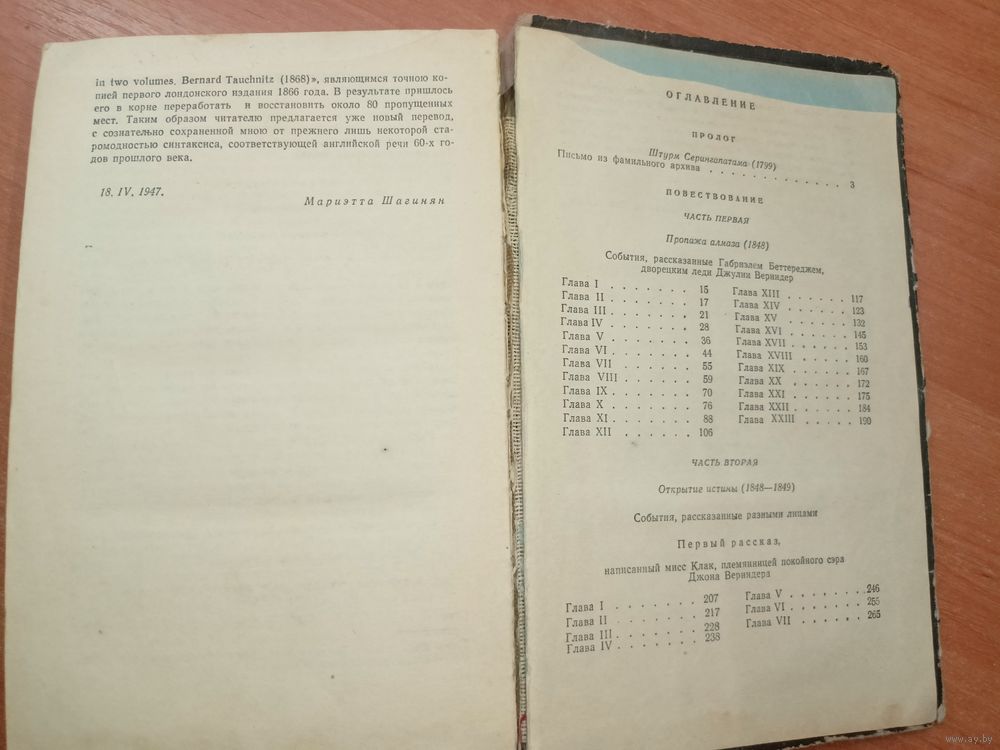 in two volumes. Bernard Tauchnitz (1868)», являющимся точною ко-
пией первого лондонского издания 1866 года. В результате пришлось
его в корне переработать и восстановить около 80 пропущенных
мест. Таким образом читателю предлагается уже новый перевод,
с сознательно сохраненной мною от прежнего лишь некоторой ста-
ромодностью синтаксиса, соответствующей английской речи 60-х го-
дов прошлого века.
18. IV. 1947.
Мариэтта Шагинян
ОГЛАВЛЕНИЕ
ПРОЛОГ
Штурм Серингапатама (1799)
Письмо из фамильного архива . . . . . . . . . . . . . 3
ПОВЕСТВОВАНИЕ
ЧАСТЬ ПЕРВАЯ
Пропажа алмаза (1848)
События, рассказанные Габриэлем Беттереджем,
дворецким леди Джулии Вериндер
Глава I . . . . . . . 15
Глава II . . . . . . 17
Глава III . . . . . . 21
Глава IV . . . . . . 28
Глава V . . . . . . 36
Глава VI . . . . . . 44
Глава VII . . . . . . 55
Глава VIII . . . . . . 59
Глава IX . . . . . . 70
Глава X . . . . . . 76
Глава XI . . . . . . 88
Глава XII . . . . . . 106
Глава XIII . . . . . . 117
Глава XIV . . . . . . 123
Глава XV . . . . . . 132
Глава XVI . . . . . . 145
Глава XVII . . . . . . 153
Глава XVIII . . . . . 160
Глава XIX . . . . . . 167
Глава XX . . . . . . 172
Глава XXI . . . . . . 175
Глава XXII . . . . . . 184
Глава XXIII . . . . . 190
ЧАСТЬ ВТОРАЯ
Открытие истины (1848—1849)
События, рассказанные разными лицами
Первый рассказ,
написанный мисс Клак, племянницей покойного сэра
Джона Вериндера
Глава I . . . . . . . 207
Глава II . . . . . . 217
Глава III . . . . . . 228
Глава IV . . . . . . 238
Глава V . . . . . . 246
Глава VI . . . . . . 255
Глава VII . . . . . . 265
www.ay.by